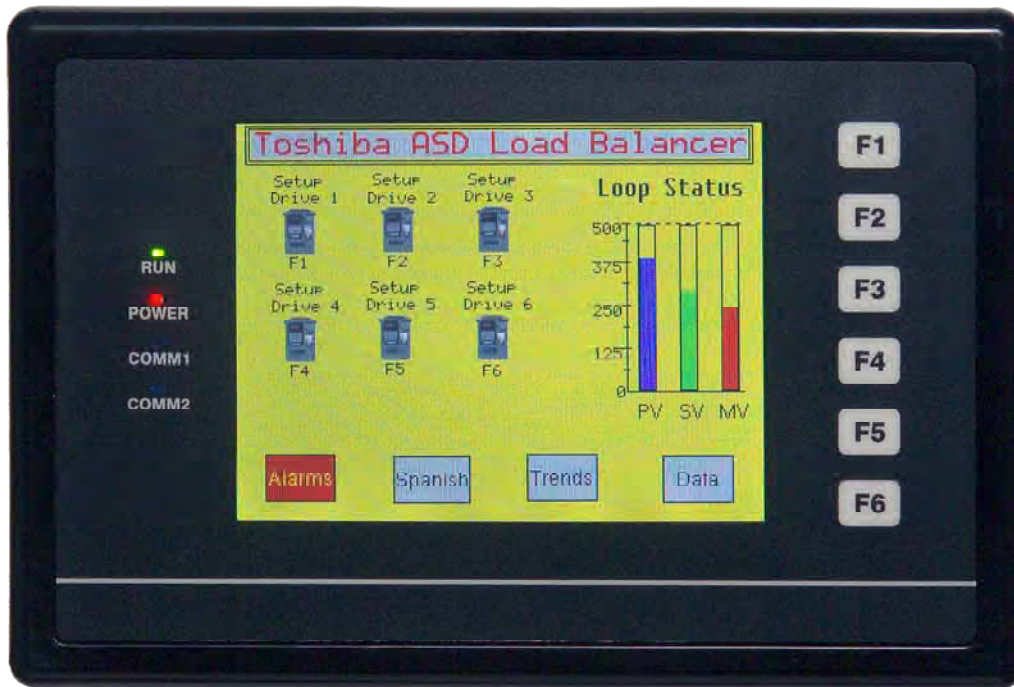 Toshiba ASD Load Balancer
Setup Setup Setup
Drive 1 Drive 2 Drive 3
F1 F2 F3
Setup Setup Setup
Drive 4 Drive 5 Drive 6
F4 F5 F6
Loop Status
500
375
250
125
0
PV SV MV
Alarms Spanish Trends Data
RUN
POWER
COMM1
COMM2
F1
F2
F3
F4
F5
F6